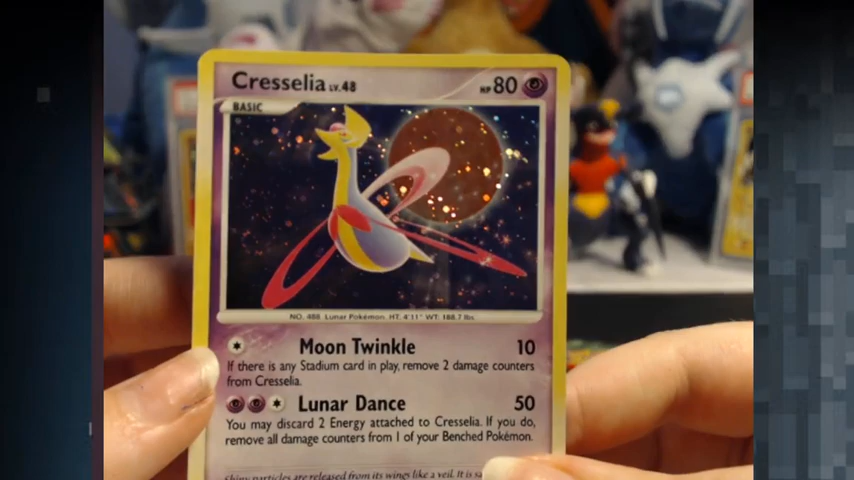 Cresselia LV.48 HP 80
BASIC
NO. 488 Lunar Pokémon HT: 4'11" WT: 188.7 lbs.
Moon Twinkle 10
If there is any Stadium card in play, remove 2 damage counters
from Cresselia.
Lunar Dance 50
You may discard 2 Energy attached to Cresselia. If you do,
remove all damage counters from 1 of your Benched Pokémon.
Shiny particles are released from its wings like a veil. It is